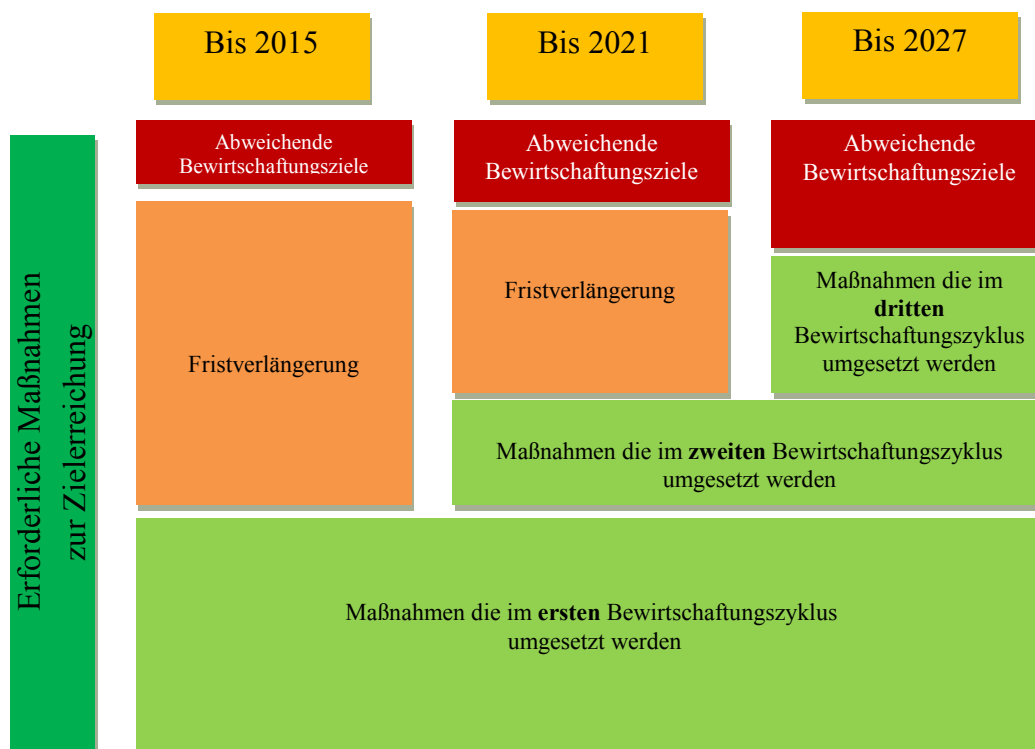 Bis 2015
Bis 2021
Bis 2027
Erforderliche Maßnahmen
zur Zielerreichung
Abweichende
Bewirtschaftungsziele
Abweichende
Bewirtschaftungsziele
Abweichende
Bewirtschaftungsziele
Fristverlängerung
Fristverlängerung
Maßnahmen die im
dritten
Bewirtschaftungszyklus
umgesetzt werden
Maßnahmen die im zweiten Bewirtschaftungszyklus
umgesetzt werden
Maßnahmen die im ersten Bewirtschaftungszyklus
umgesetzt werden